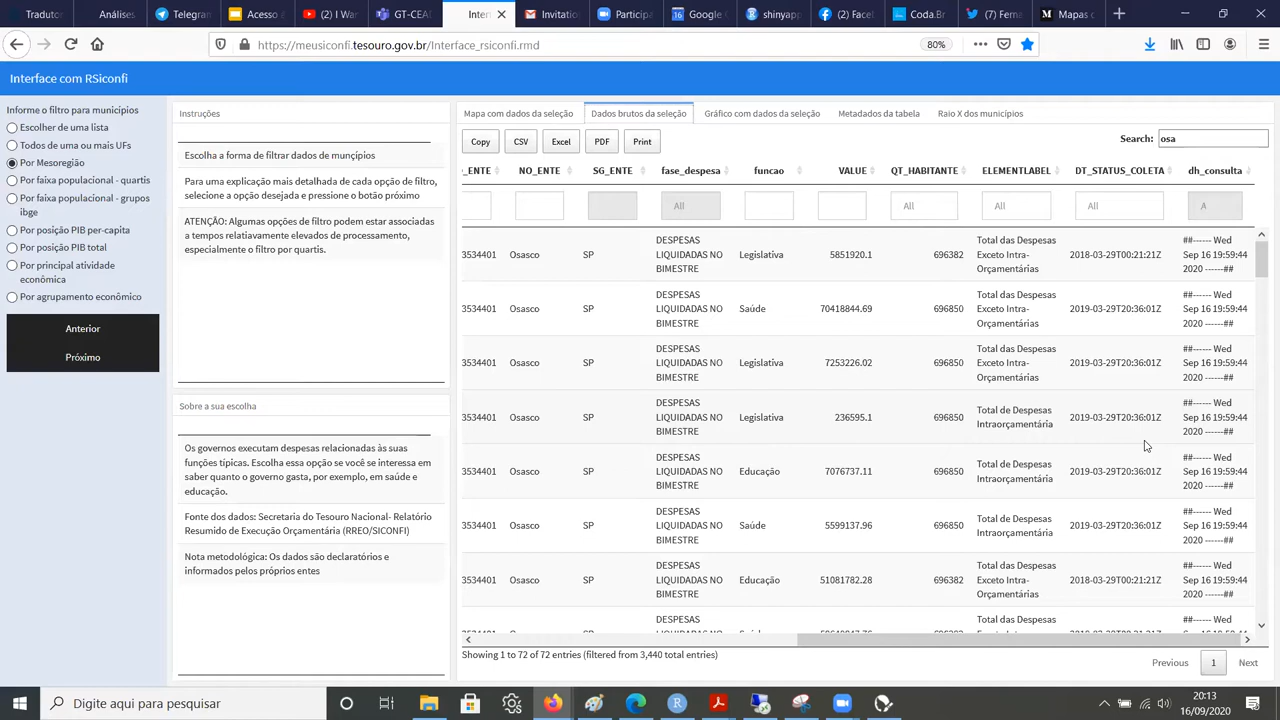 Tradutor
Análises
Telegram
Acesso é
I War
GT-CEAD
Inter
Invitation
Participa
Google C
shinyapp
(2) Face
Coda.Br
(7) Ferna
Mapas c
https://meusiconfi.tesouro.gov.br/Interface_rsiconfi.rmd
80%
Interface com RSiconfi
Informe o filtro para municípios
Escolher de uma lista
Todos de uma ou mais UFs
Por Mesoregião
Por faixa populacional - quartis
Por faixa populacional - grupos
ibge
Por posição PIB per-capita
Por posição PIB total
Por principal atividade
econômica
Por agrupamento econômico
Anterior
Próximo
Instruções
Escolha a forma de filtrar dados de munçípios
Para uma explicação mais detalhada de cada opção de filtro,
selecione a opção desejada e pressione o botão próximo
ATENÇÃO: Algumas opções de filtro podem estar associadas
a tempos relatiavamente elevados de processamento,
especialmente o filtro por quartis.
Sobre a sua escolha
Os governos executam despesas relacionadas às suas
funções típicas. Escolha essa opção se você se interessa em
saber quanto o governo gasta, por exemplo, em saúde e
educação.
Fonte dos dados: Secretaria do Tesouro Nacional- Relatório
Resumido de Execução Orçamentária (RREO/SICONFI)
Nota metodológica: Os dados são declaratórios e
informados pelos próprios entes
Mapa com dados da seleção
Dados brutos da seleção
Gráfico com dados da seleção
Metadados da tabela
Raio X dos municípios
Copy
CSV
Excel
PDF
Print
Search: osa
_ENTE NO_ENTE SG_ENTE fase_despesa funcao VALUE QT_HABITANTE ELEMENTLABEL DT_STATUS_COLETA dh_consulta
All All All All A
DESPESAS Total das Despesas ##------ Wed
3534401 Osasco SP LIQUIDADAS NO Legislativa 5851920.1 696382 Exceto Intra- 2018-03-29T00:21:21Z Sep 16 19:59:44
BIMESTRE Orçamentárias 2020 ------##
DESPESAS Total das Despesas ##------ Wed
3534401 Osasco SP LIQUIDADAS NO Saúde 70418844.69 696850 Exceto Intra- 2019-03-29T20:36:01Z Sep 16 19:59:44
BIMESTRE Orçamentárias 2020 ------##
DESPESAS Total das Despesas ##------ Wed
3534401 Osasco SP LIQUIDADAS NO Legislativa 7253226.02 696850 Exceto Intra- 2019-03-29T20:36:01Z Sep 16 19:59:44
BIMESTRE Orçamentárias 2020 ------##
DESPESAS Total de Despesas ##------ Wed
3534401 Osasco SP LIQUIDADAS NO Legislativa 236595.1 696850 Intraorçamentária 2019-03-29T20:36:01Z Sep 16 19:59:44
BIMESTRE 2020 ------##
DESPESAS Total de Despesas ##------ Wed
3534401 Osasco SP LIQUIDADAS NO Educação 7076737.11 696850 Intraorçamentária 2019-03-29T20:36:01Z Sep 16 19:59:44
BIMESTRE 2020 ------##
DESPESAS Total de Despesas ##------ Wed
3534401 Osasco SP LIQUIDADAS NO Saúde 5599137.96 696850 Intraorçamentária 2019-03-29T20:36:01Z Sep 16 19:59:44
BIMESTRE 2020 ------##
DESPESAS Total das Despesas ##------ Wed
3534401 Osasco SP LIQUIDADAS NO Educação 51081782.28 696382 Exceto Intra- 2018-03-29T00:21:21Z Sep 16 19:59:44
BIMESTRE Orçamentárias 2020 ------##
DESPESAS Total das Despesas ##------ Wed
Showing 1 to 72 of 72 entries (filtered from 3,440 total entries)
Previous 1 Next
Digite aqui para pesquisar
20:13
16/09/2020